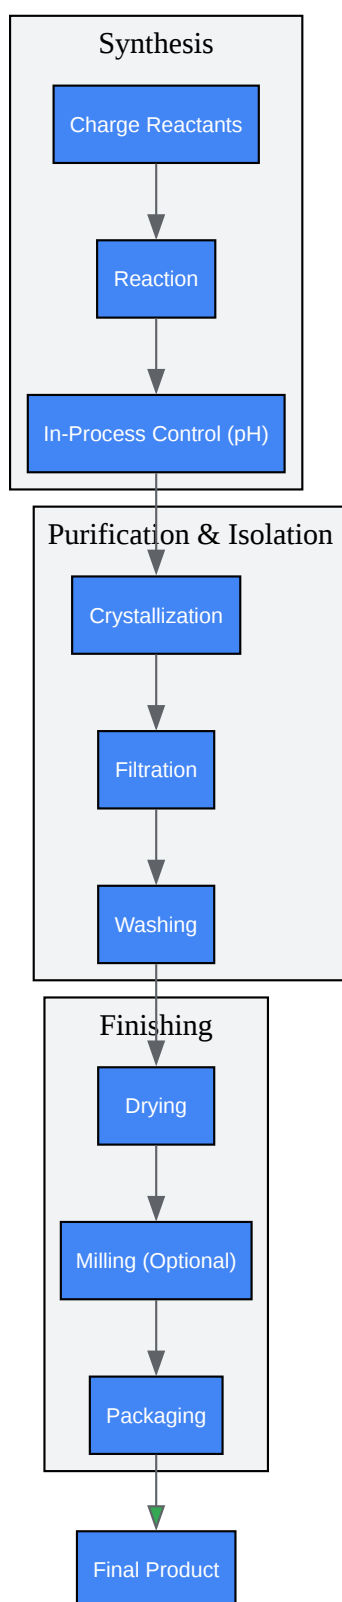 Synthesis
Charge Reactants
Reaction
In-Process Control (pH)
Purification & Isolation
Crystallization
Filtration
Washing
Finishing
Drying
Milling (Optional)
Packaging
Final Product